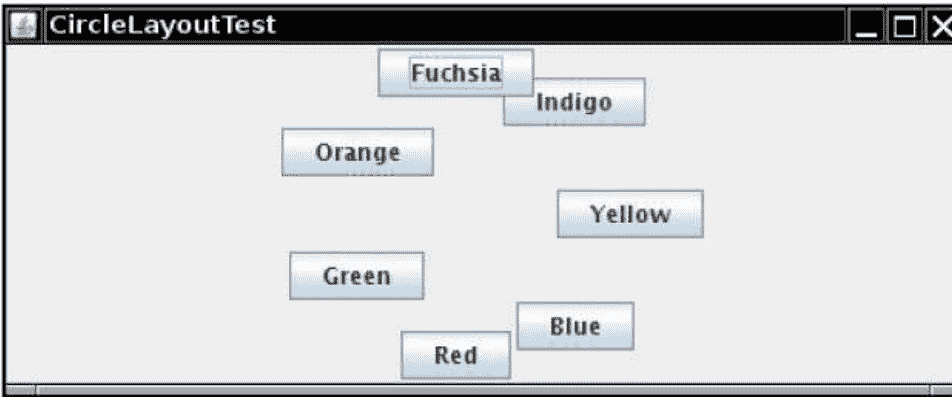 CircleLayoutTest
Fuchsia
Indigo
Orange
Yellow
Green
Blue
Red